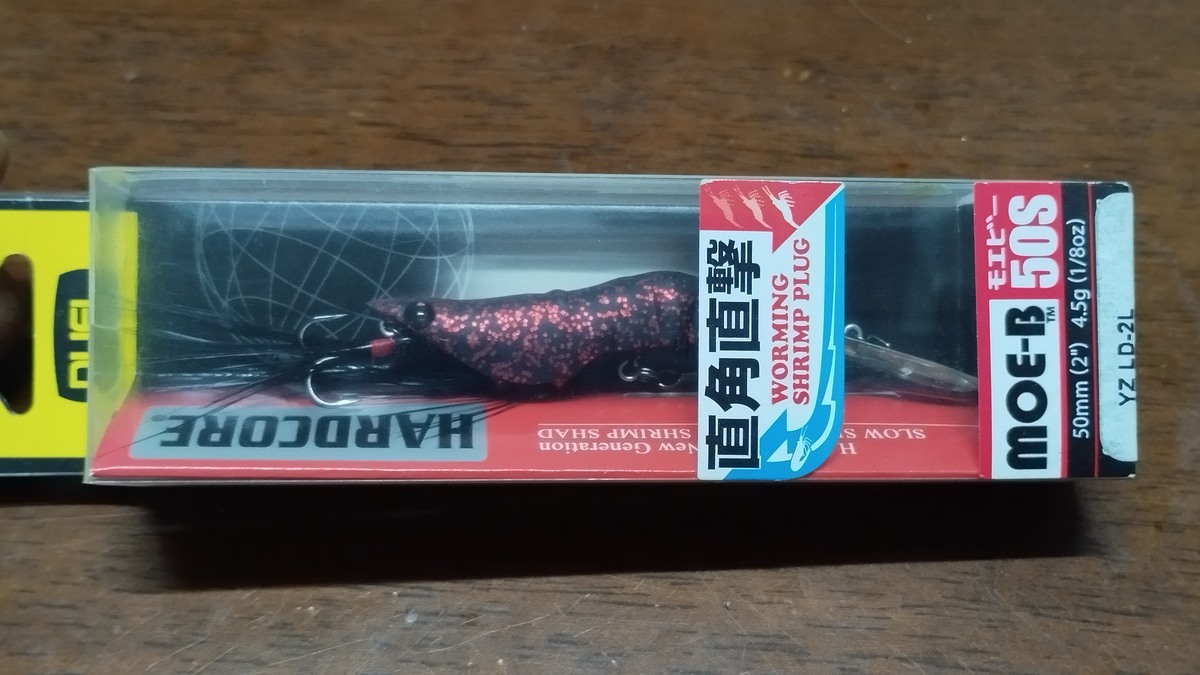 DUEL
HARDCORE®
New Generation
SHRIMP SHAD
SLOW
直角直撃
WORMING
SHRIMP PLUG
モエビー
50S
MOE-B™
50mm (2") 4.5g (1/8oz)
YZ LD-2L